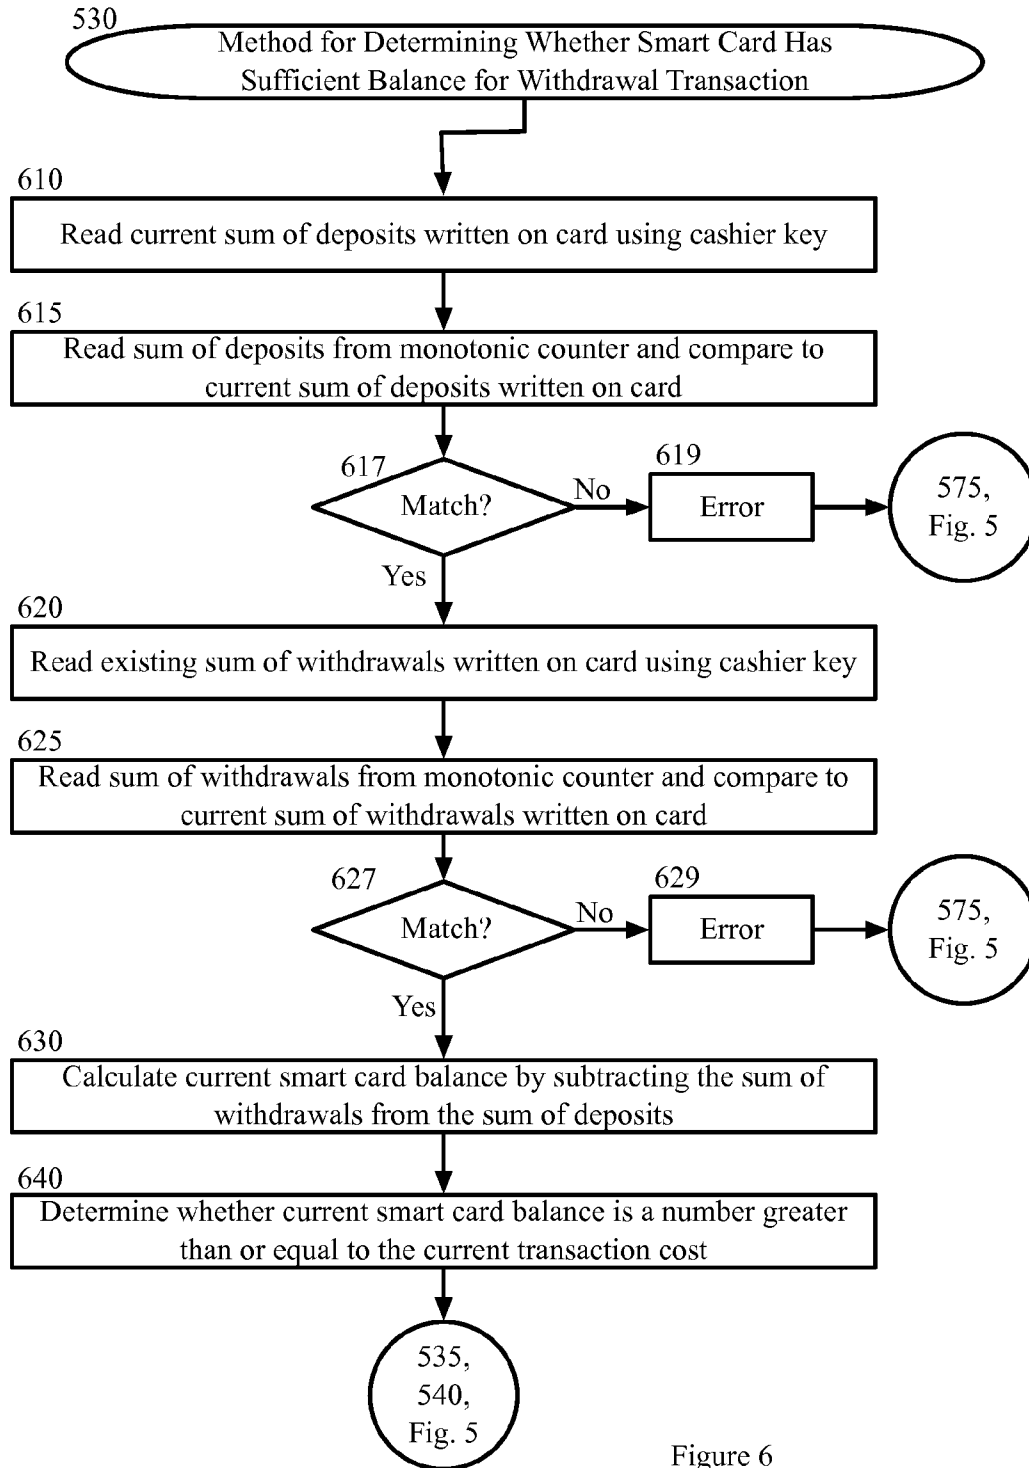 530
Method for Determining Whether Smart Card Has
Sufficient Balance for Withdrawal Transaction
610
Read current sum of deposits written on card using cashier key
615
Read sum of deposits from monotonic counter and compare to
current sum of deposits written on card
617
Match?
No
619
Error
575,
Fig. 5
Yes
620
Read existing sum of withdrawals written on card using cashier key
625
Read sum of withdrawals from monotonic counter and compare to
current sum of withdrawals written on card
627
Match?
No
629
Error
575,
Fig. 5
Yes
630
Calculate current smart card balance by subtracting the sum of
withdrawals from the sum of deposits
640
Determine whether current smart card balance is a number greater
than or equal to the current transaction cost
535,
540,
Fig. 5
Figure 6